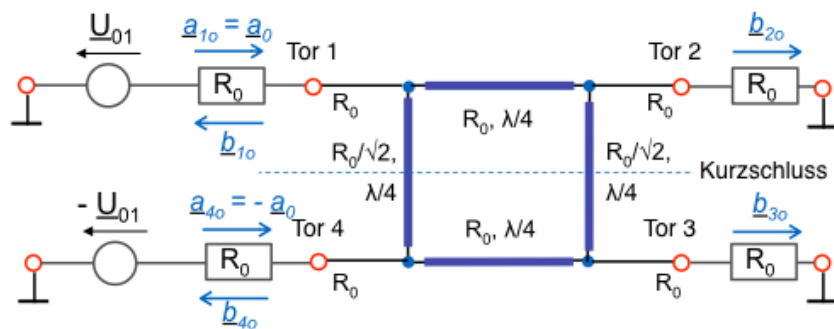 U01
a1o = a0
Tor 1
Tor 2
b2o
R0
R0
R0
R0
R0, λ/4
b1o
R0/√2,
λ/4
R0/√2,
λ/4
Kurzschluss
- U01
a4o = - a0
Tor 4
R0, λ/4
Tor 3
b3o
R0
R0
R0
R0
b4o